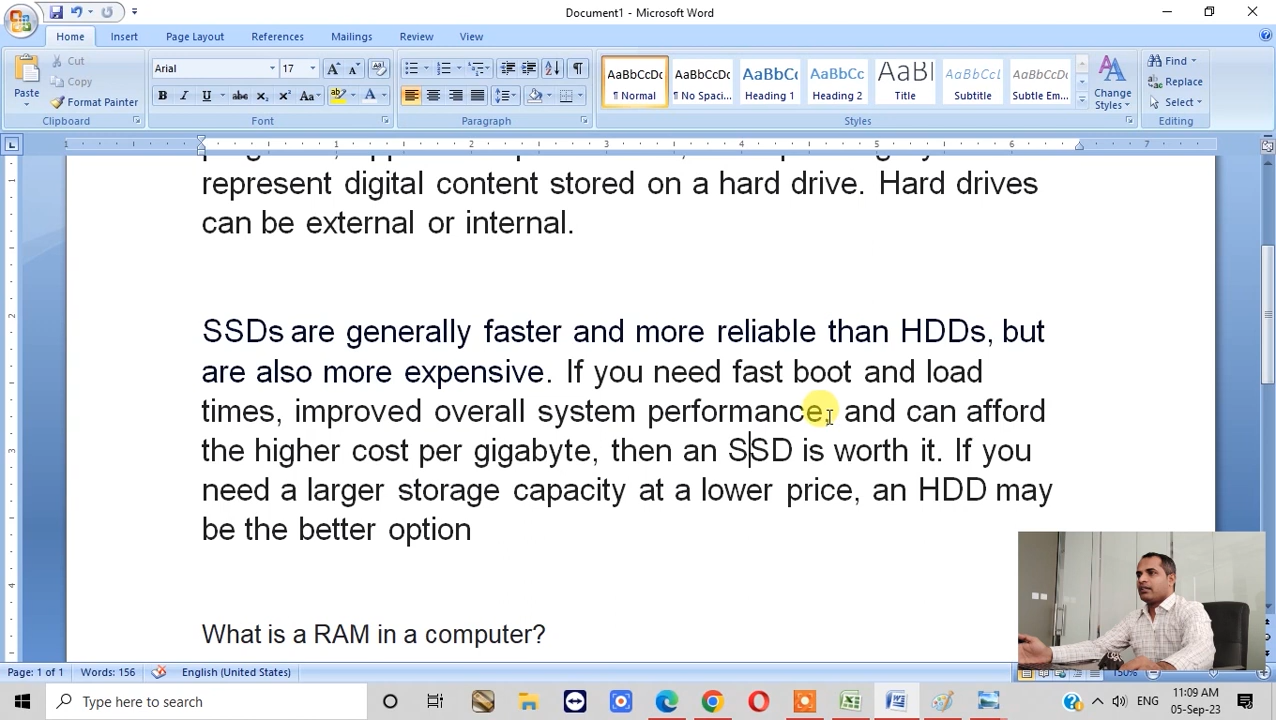 Document1 - Microsoft Word
Home Insert Page Layout References Mailings Review View
Paste
Cut
Copy
Format Painter
Clipboard
Arial 17
Font
Paragraph
AaBbCcDc AaBbCcDc AaBbCc AaBbCc AaBl AaBbCcL AaBbCcDc
¶ Normal ¶ No Spaci... Heading 1 Heading 2 Title Subtitle Subtle Em...
Change Styles
Styles
Find
Replace
Select
Editing
represent digital content stored on a hard drive. Hard drives
can be external or internal.
SSDs are generally faster and more reliable than HDDs, but
are also more expensive. If you need fast boot and load
times, improved overall system performance, and can afford
the higher cost per gigabyte, then an SSD is worth it. If you
need a larger storage capacity at a lower price, an HDD may
be the better option
What is a RAM in a computer?
Page: 1 of 1 Words: 156 English (United States) 150%
Type here to search
ENG
11:09 AM
05-Sep-23